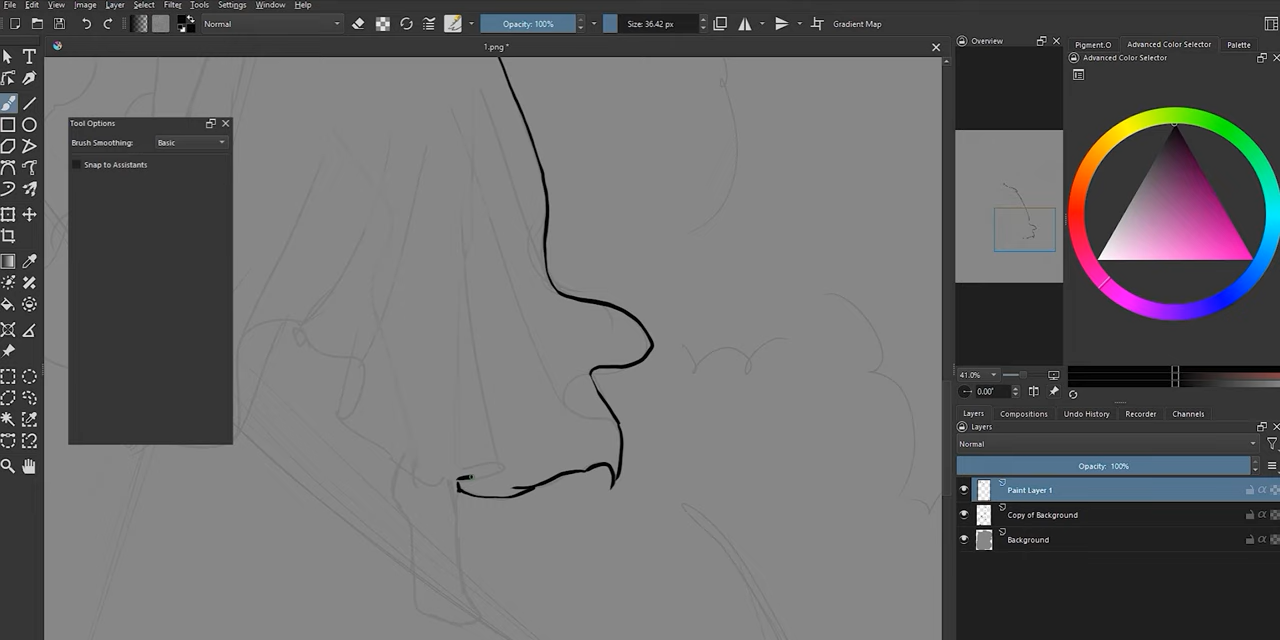 File Edit View Image Layer Select Filter Tools Settings Window Help
Normal
Opacity: 100%
Size: 36.42 px
Gradient Map
1.png *
Overview
Pigment.O
Advanced Color Selector
Palette
Advanced Color Selector
Tool Options
Brush Smoothing: Basic
Snap to Assistants
41.0%
0.00°
Layers Compositions Undo History Recorder Channels
Layers
Normal
Opacity: 100%
Paint Layer 1
Copy of Background
Background